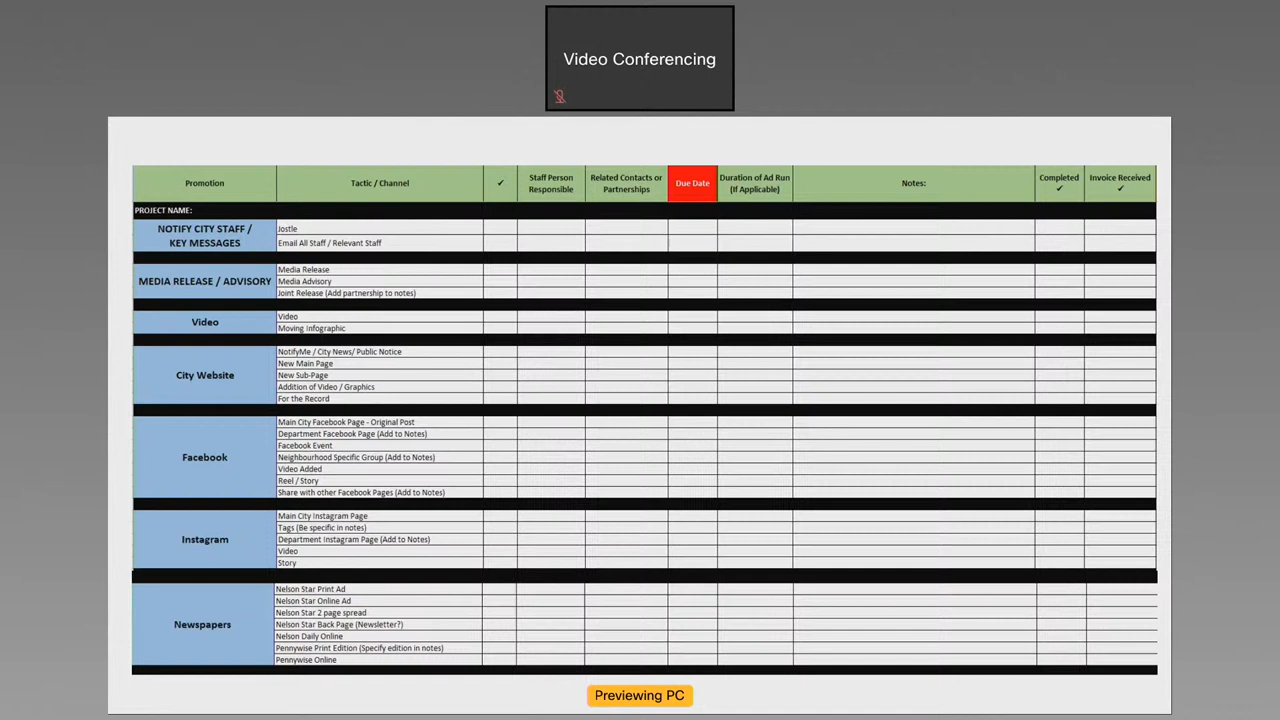 Video Conferencing
Promotion
Tactic / Channel
✓
Staff Person
Responsible
Related Contacts or
Partnerships
Due Date
Duration of Ad Run
(If Applicable)
Notes:
Completed
✓
Invoice Received
✓
PROJECT NAME:
NOTIFY CITY STAFF /
KEY MESSAGES
Jostle
Email All Staff / Relevant Staff
MEDIA RELEASE / ADVISORY
Media Release
Media Advisory
Joint Release (Add partnership to notes)
Video
Video
Moving Infographic
City Website
NotifyMe / City News/ Public Notice
New Main Page
New Sub-Page
Addition of Video / Graphics
For the Record
Facebook
Main City Facebook Page - Original Post
Department Facebook Page (Add to Notes)
Facebook Event
Neighbourhood Specific Group (Add to Notes)
Video Added
Reel / Story
Share with other Facebook Pages (Add to Notes)
Instagram
Main City Instagram Page
Tags (Be specific in notes)
Department Instagram Page (Add to Notes)
Video
Story
Newspapers
Nelson Star Print Ad
Nelson Star Online Ad
Nelson Star 2 page spread
Nelson Star Back Page (Newsletter?)
Nelson Daily Online
Pennywise Print Edition (Specify edition in notes)
Pennywise Online
Previewing PC